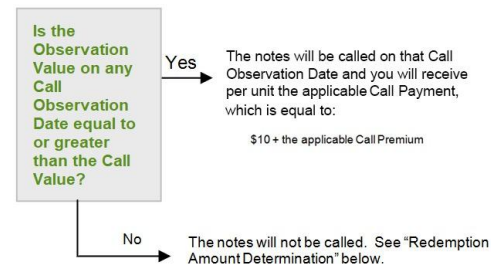 Is the
Observation
Value on any
Call
Observation
Date equal to
or greater
than the Call
Value?
Yes
The notes will be called on that Call
Observation Date and you will receive
per unit the applicable Call Payment,
which is equal to:
$10 + the applicable Call Premium
No
The notes will not be called. See “Redemption
Amount Determination” below.